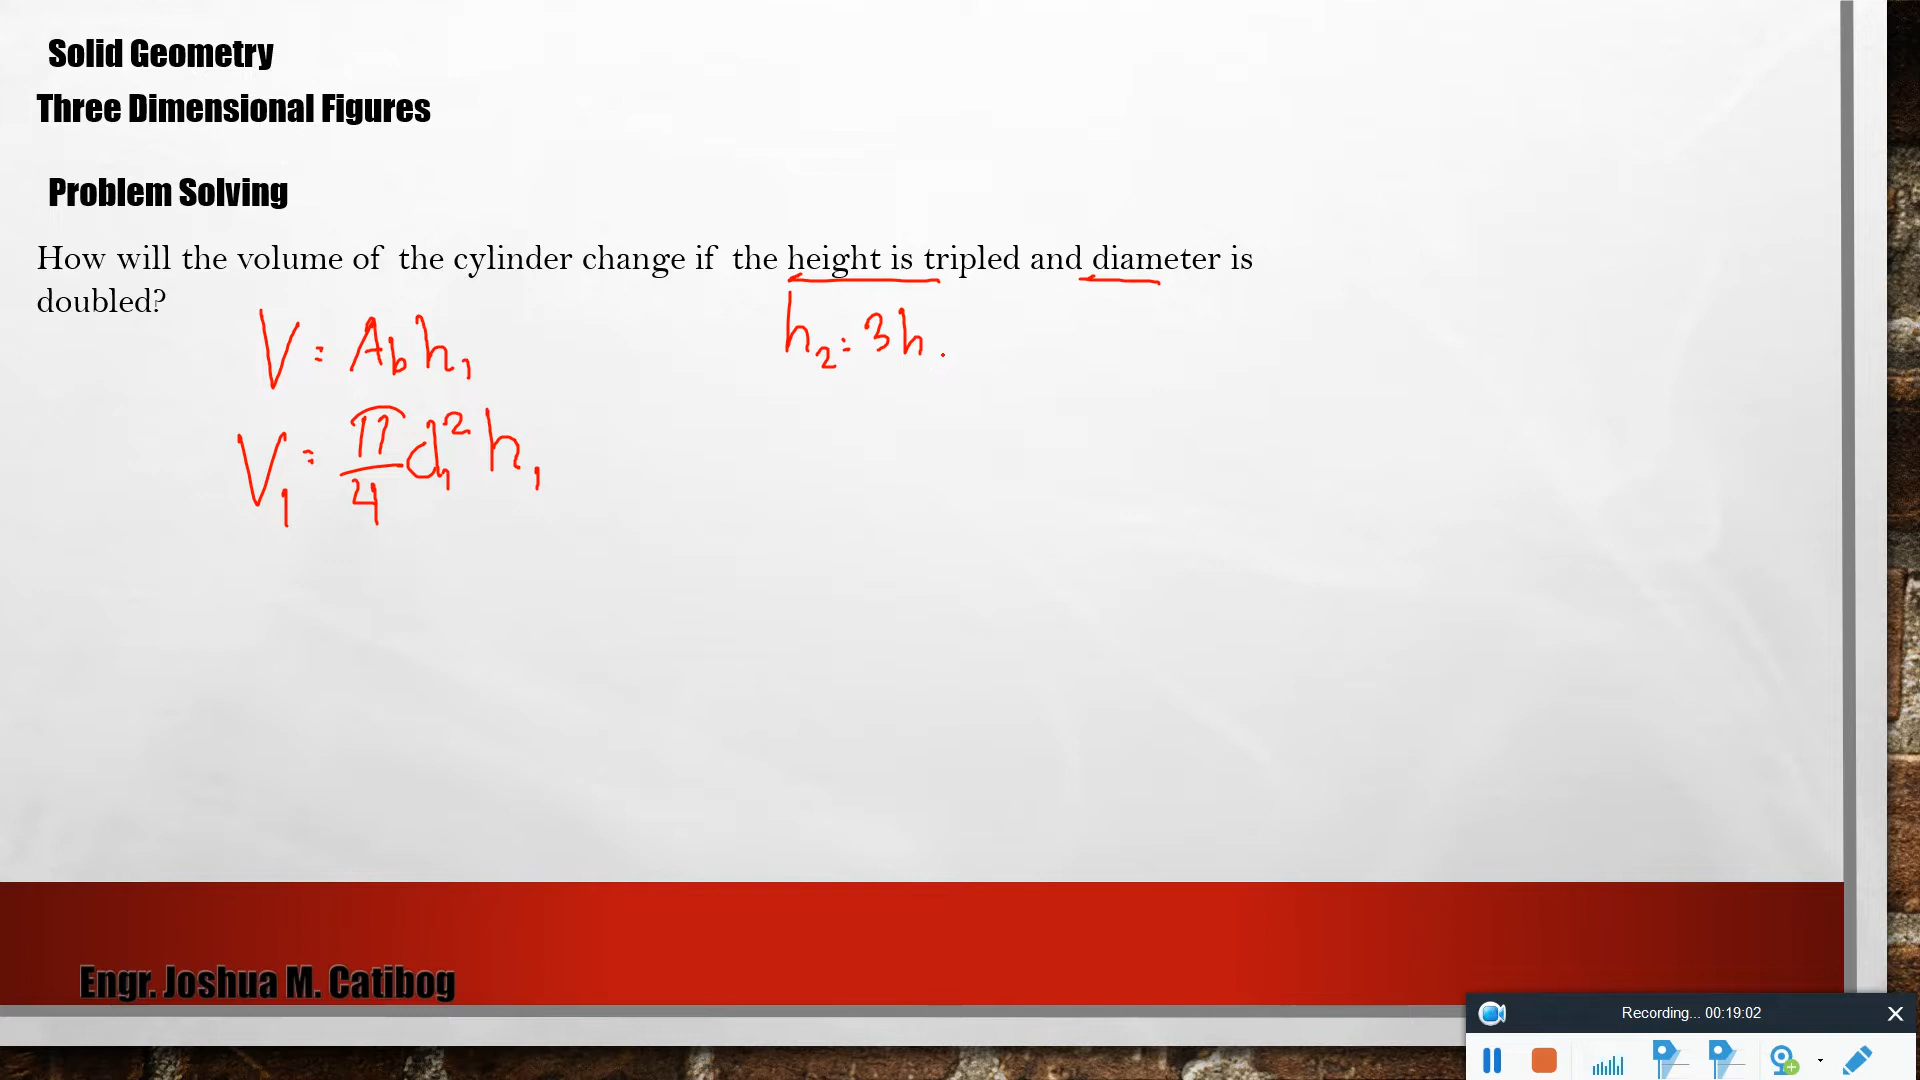 Solid Geometry
Three Dimensional Figures
Problem Solving
How will the volume of the cylinder change if the height is tripled and diameter is
doubled?
V = A_b h_1
h_2 = 3h
V_1 = π/4 d_1^2 h_1
Engr. Joshua M. Catibog
Recording... 00:19:02